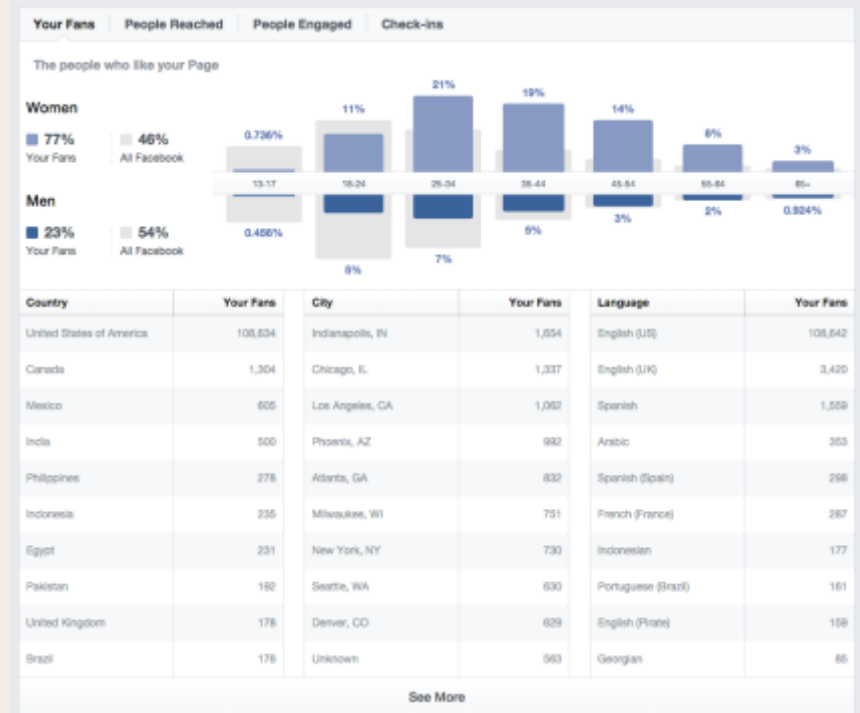 Your Fans People Reached People Engaged Check-ins
The people who like your Page
Women
77% 46%
Your Fans All Facebook
Men
23% 54%
Your Fans All Facebook
0.736% 11% 21% 19% 14% 8% 3%
13-17 18-24 25-34 35-44 45-54 55-64 65+
0.456% 5% 7% 5% 3% 2% 0.924%
Country Your Fans City Your Fans Language Your Fans
United States of America 108,634 Indianapolis, IN 1,654 English (US) 108,642
Canada 1,304 Chicago, IL 1,337 English (UK) 3,420
Mexico 605 Los Angeles, CA 1,062 Spanish 1,559
India 500 Phoenix, AZ 992 Arabic 353
Philippines 278 Atlanta, GA 832 Spanish (Spain) 298
Indonesia 235 Milwaukee, WI 751 French (France) 287
Egypt 231 New York, NY 730 Indonesian 177
Pakistan 192 Seattle, WA 630 Portuguese (Brazil) 161
United Kingdom 178 Denver, CO 629 English (Pirate) 159
Brazil 176 Unknown 563 Georgian 85
See More